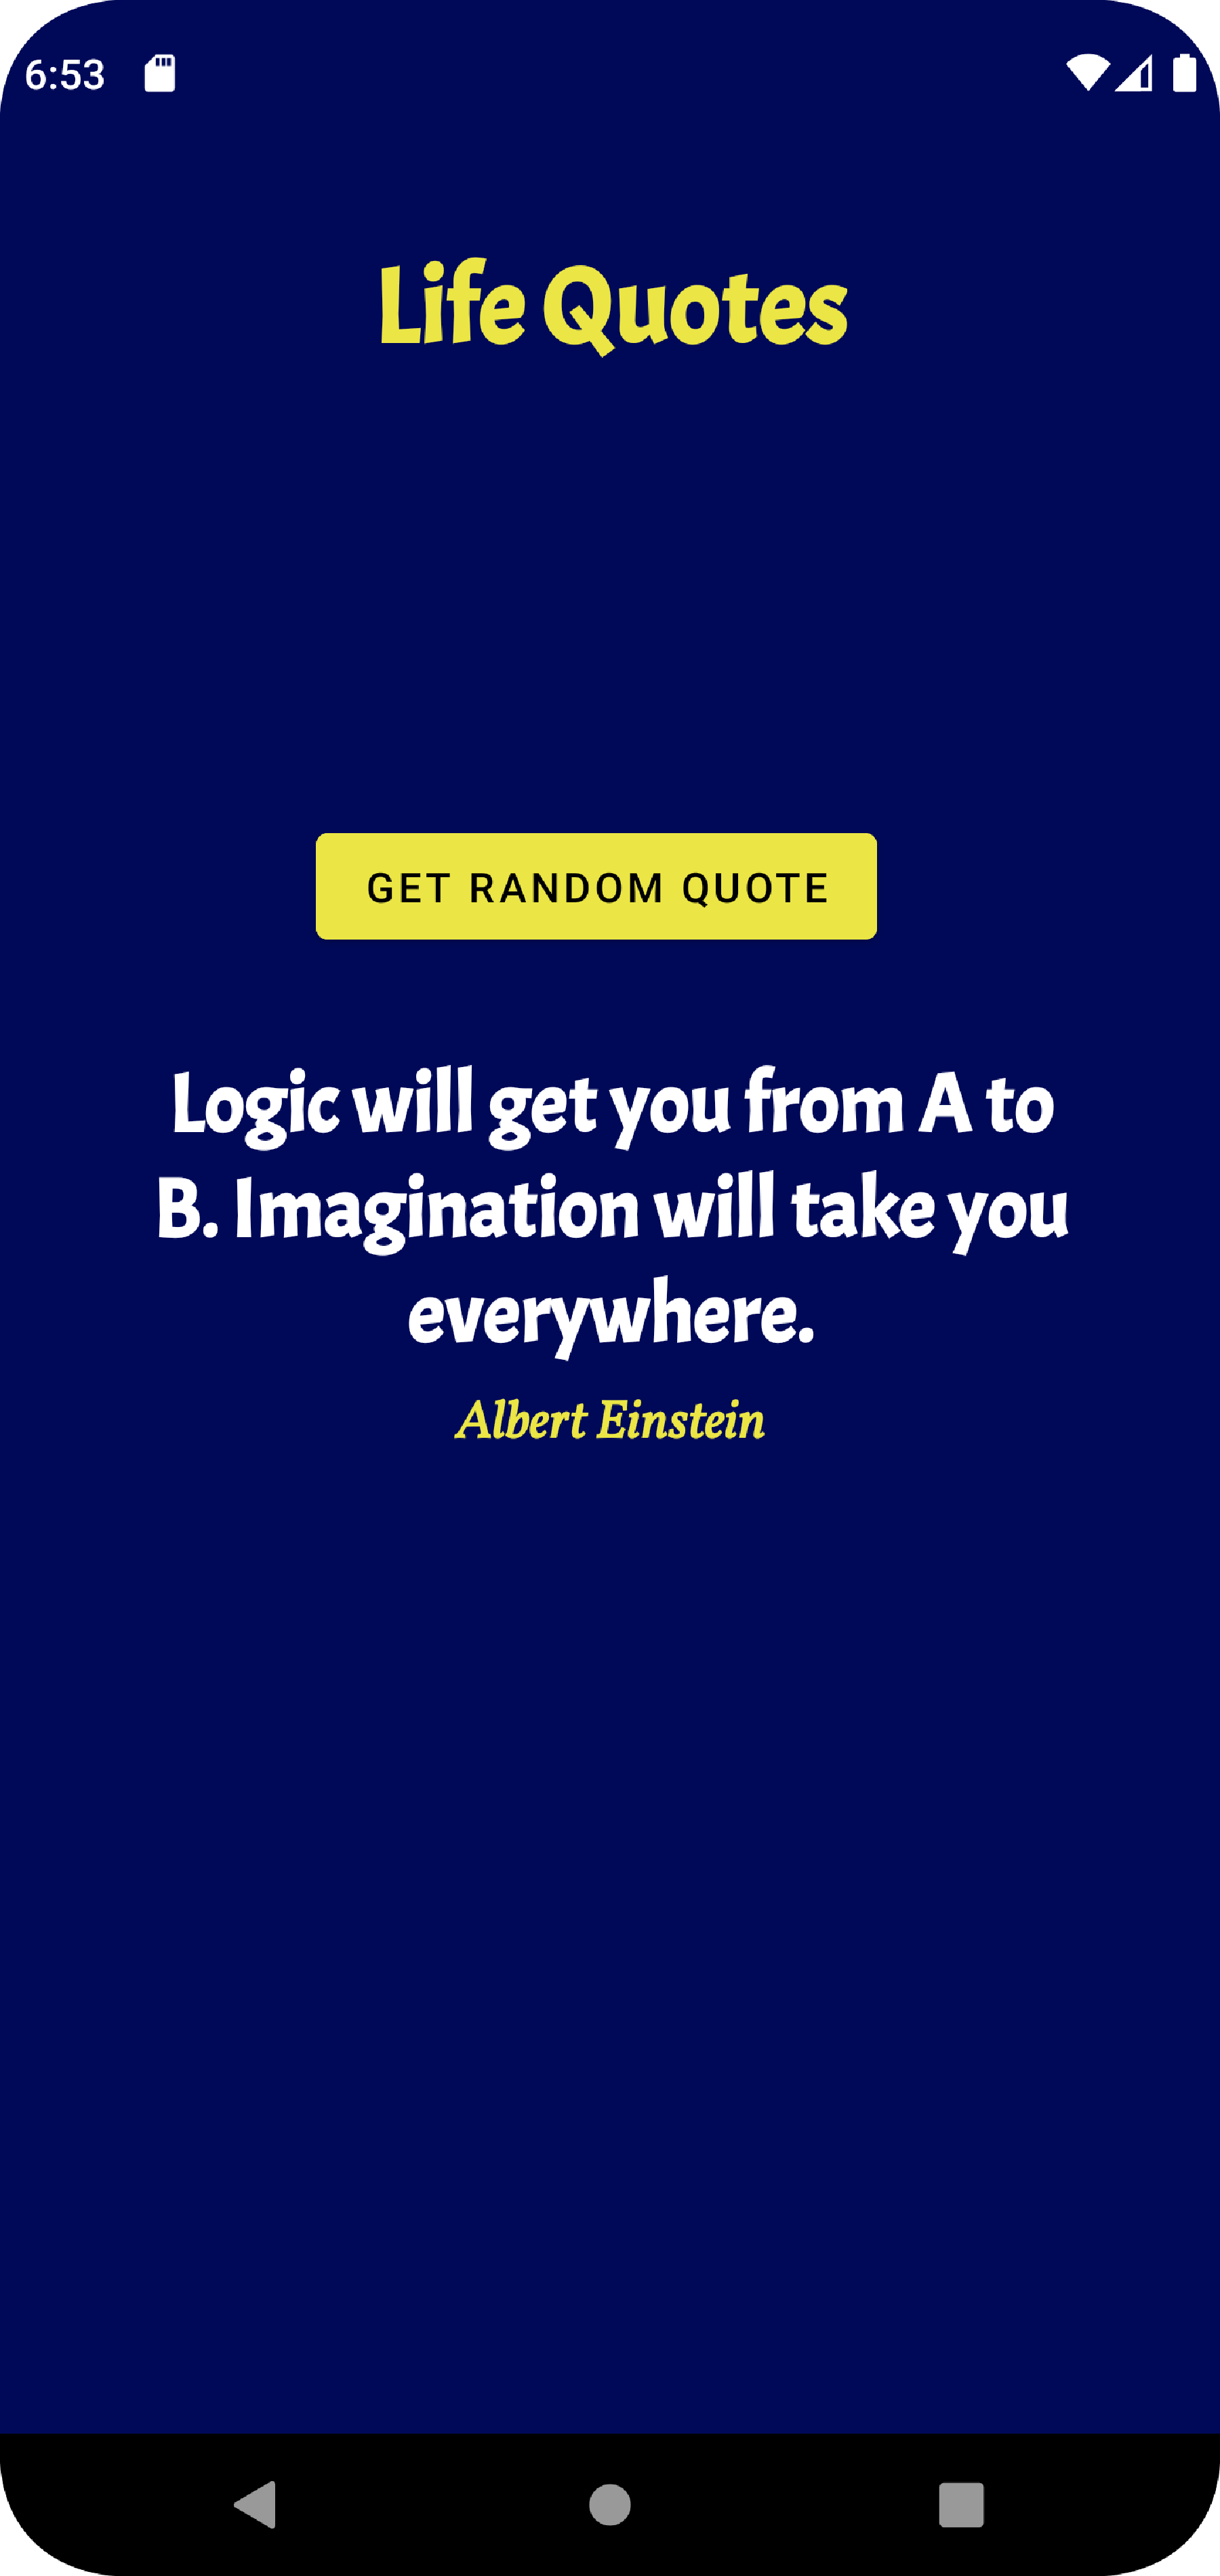 6:53
Life Quotes
GET RANDOM QUOTE
Logic will get you from A to
B. Imagination will take you
everywhere.
Albert Einstein